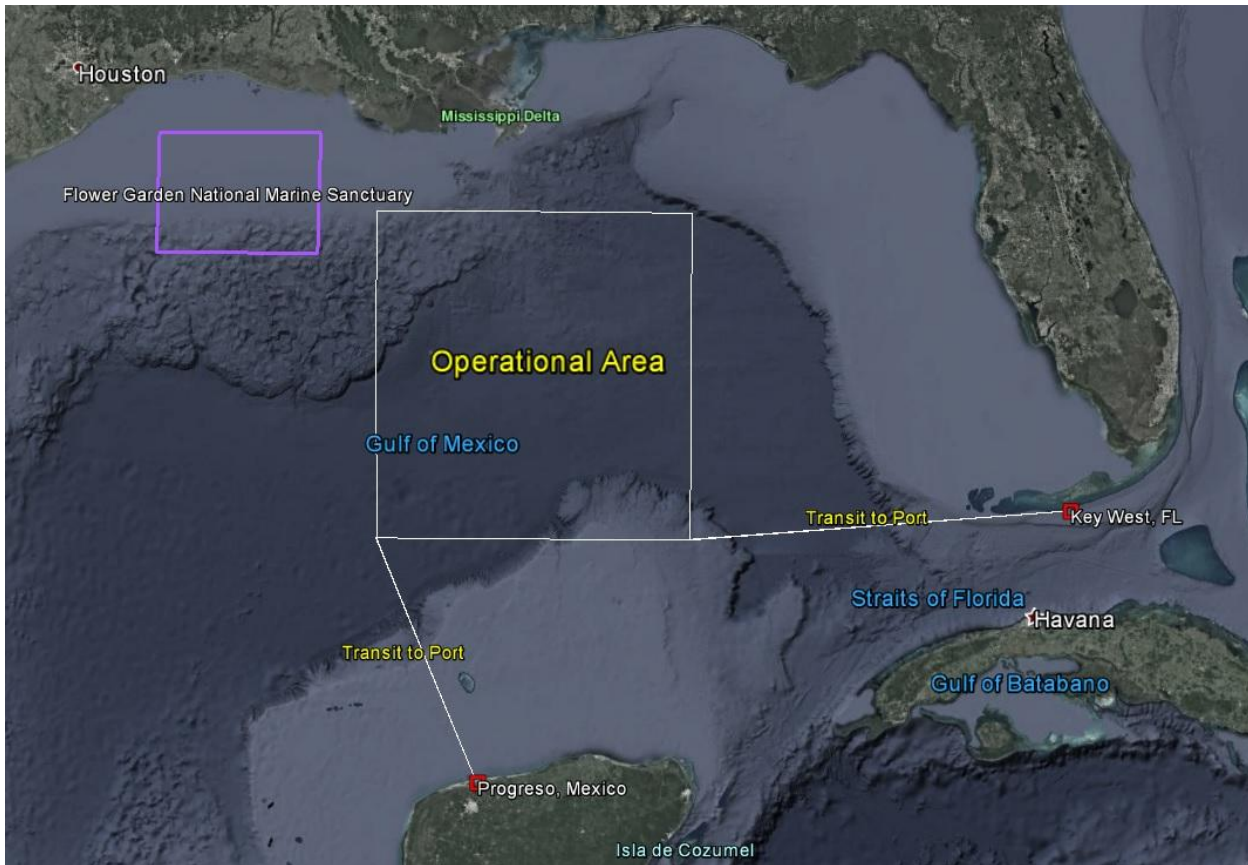 Houston
Mississippi Delta
Flower Garden National Marine Sanctuary
Operational Area
Gulf of Mexico
Transit to Port
Key West, FL
Straits of Florida
Havana
Transit to Port
Gulf of Batabano
Progreso, Mexico
Isla de Cozumel